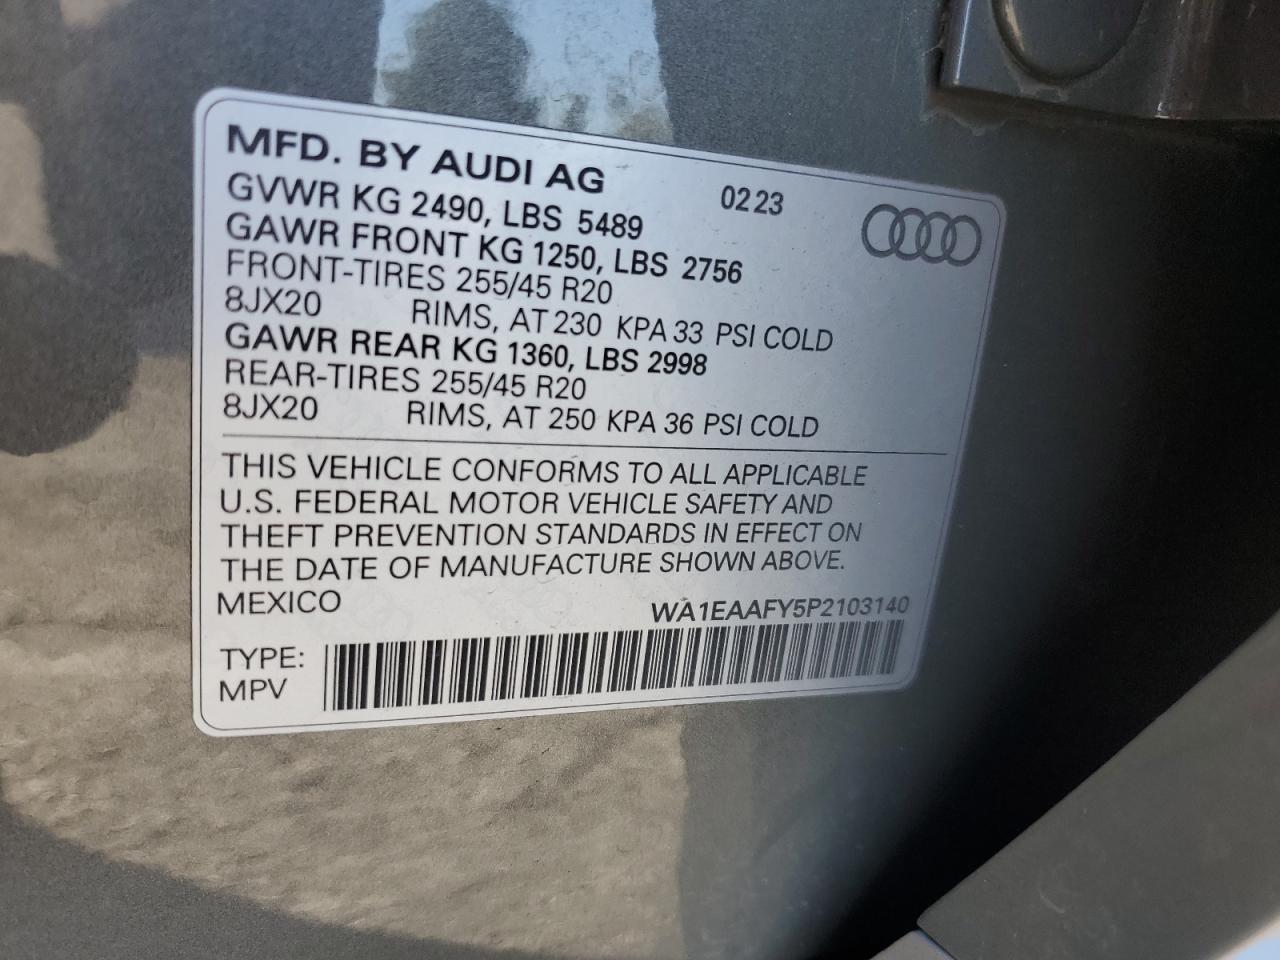 MFD. BY AUDI AG 02 23
GVWR KG 2490, LBS 5489
GAWR FRONT KG 1250, LBS 2756
FRONT-TIRES 255/45 R20
8JX20 RIMS, AT 230 KPA 33 PSI COLD
GAWR REAR KG 1360, LBS 2998
REAR-TIRES 255/45 R20
8JX20 RIMS, AT 250 KPA 36 PSI COLD
THIS VEHICLE CONFORMS TO ALL APPLICABLE
U.S. FEDERAL MOTOR VEHICLE SAFETY AND
THEFT PREVENTION STANDARDS IN EFFECT ON
THE DATE OF MANUFACTURE SHOWN ABOVE.
MEXICO WA1EAAFY5P2103140
TYPE:
MPV